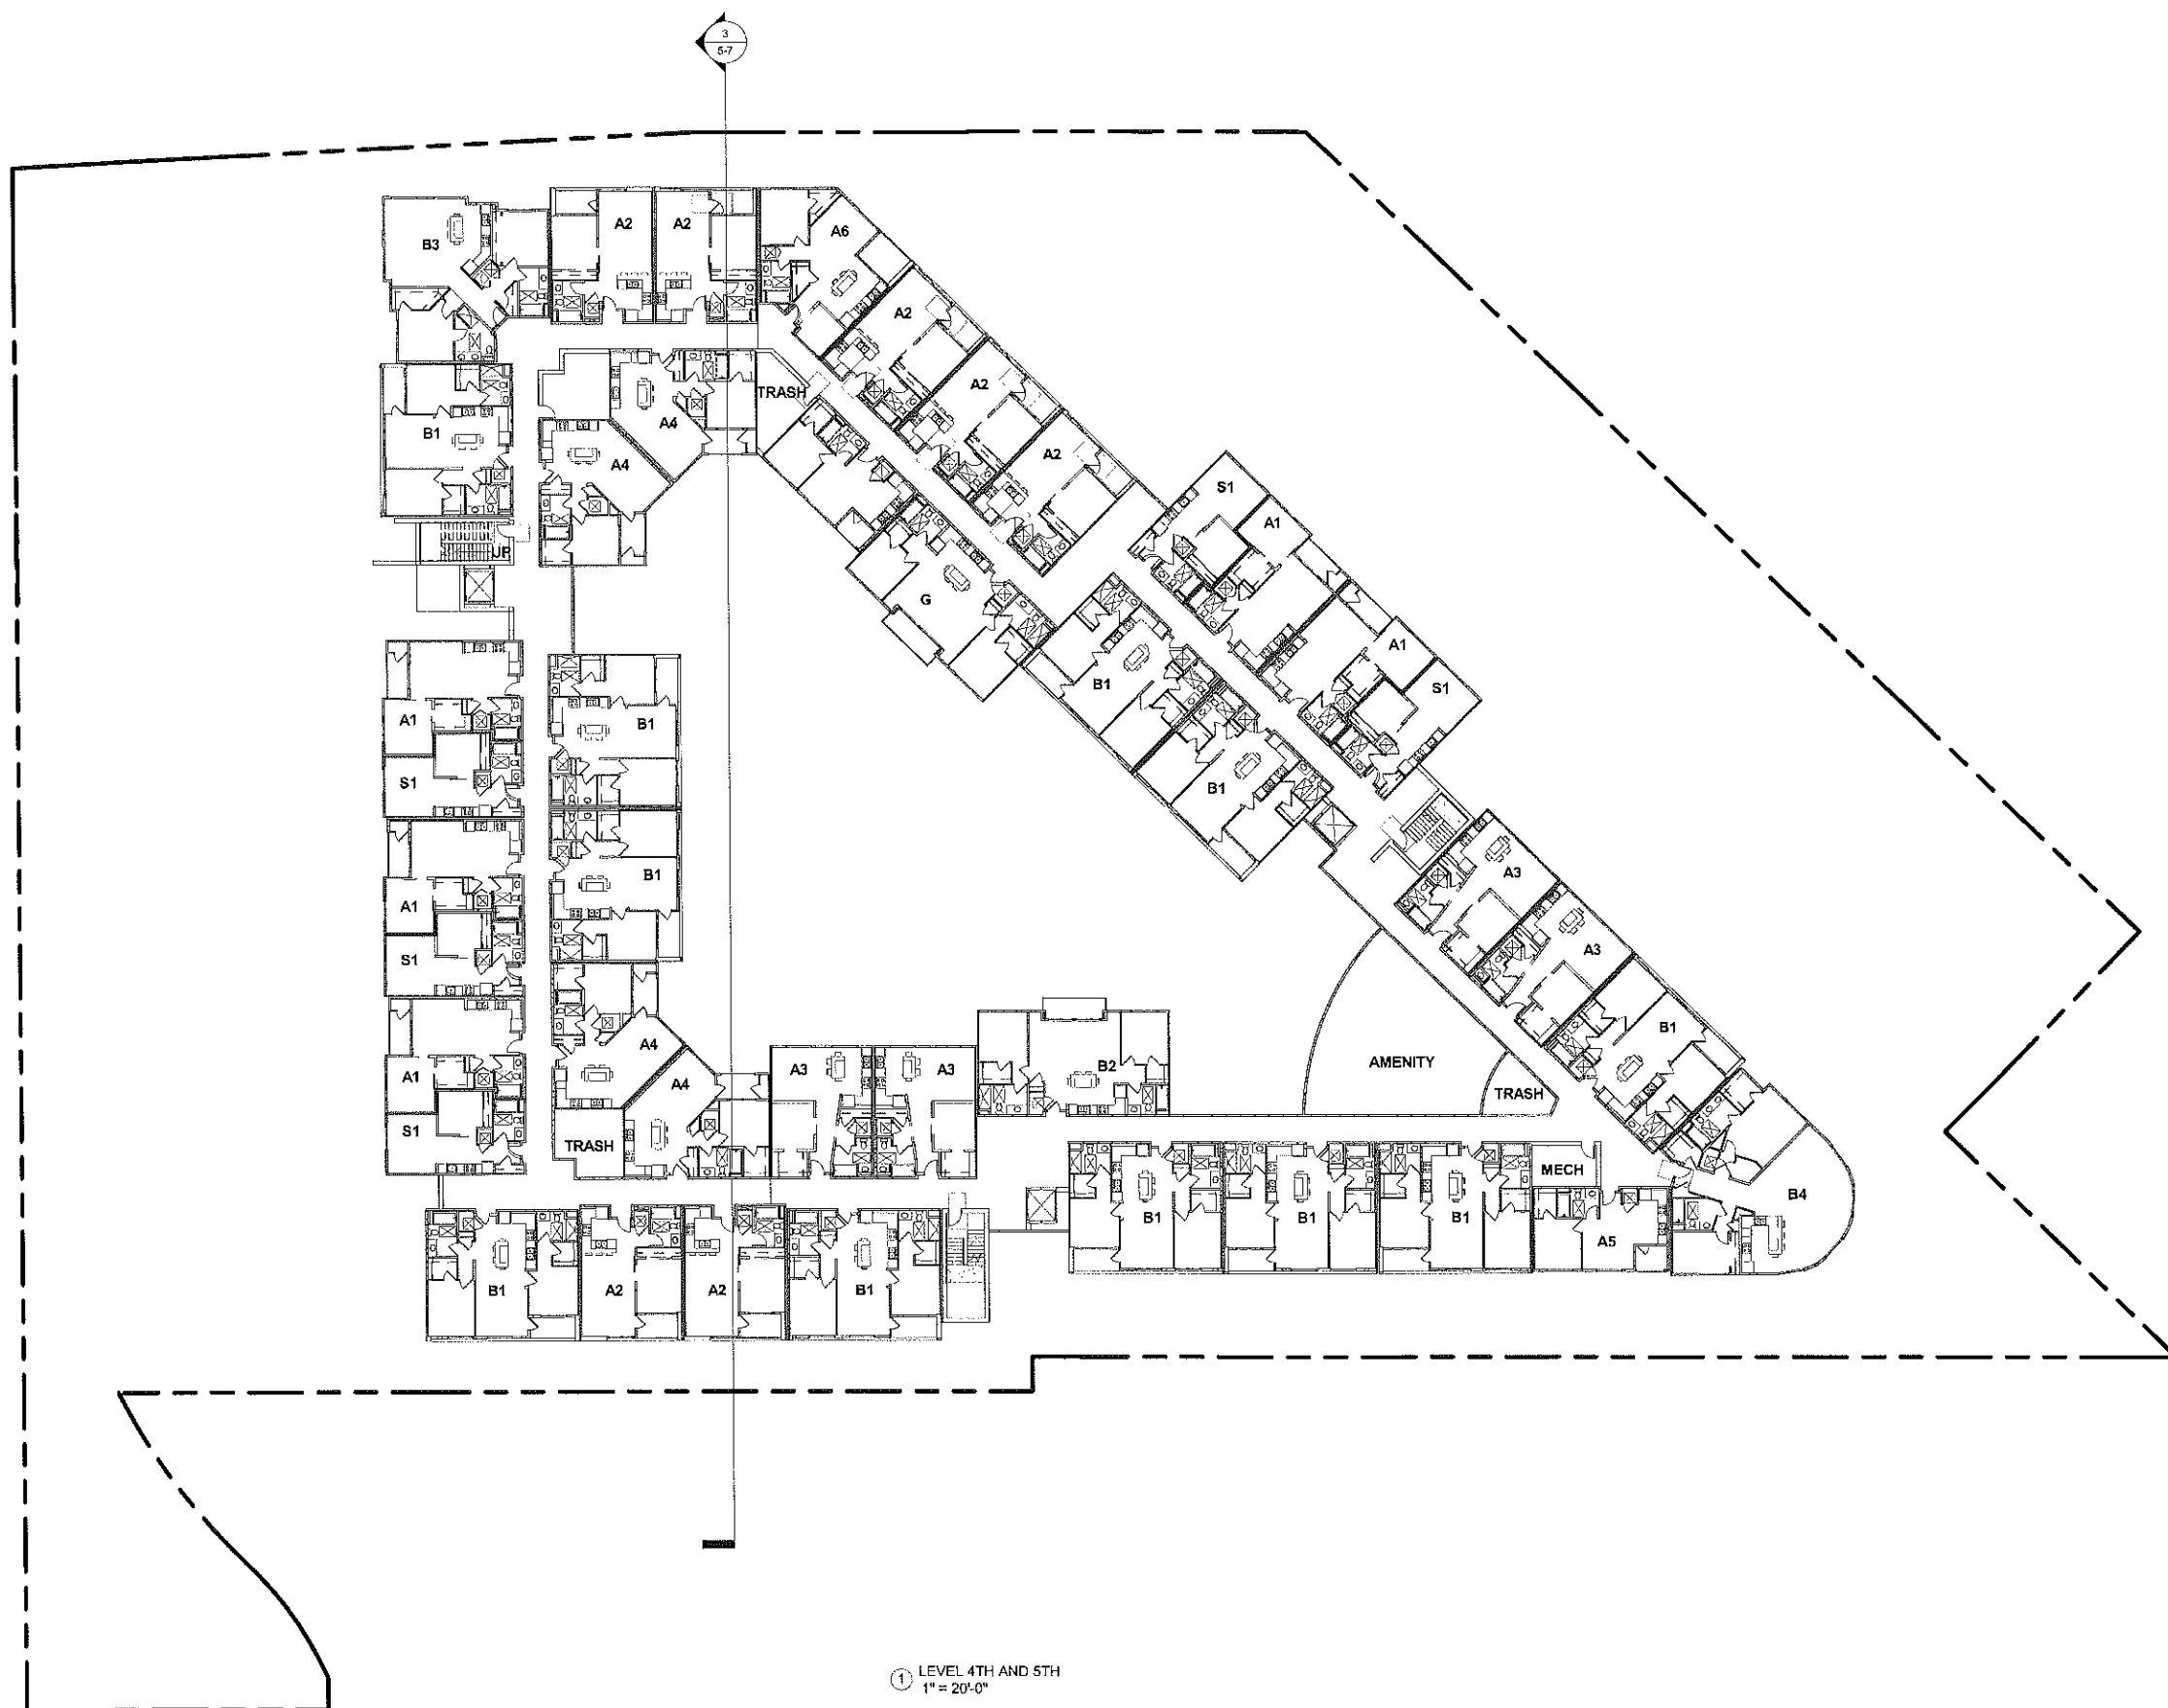 3
5-7
A2
A2
B3
A6
A2
TRASH
A2
A4
B1
A2
A4
S1
A1
UP
G
A1
B1
S1
A1
B1
S1
B1
A3
B1
A1
A3
S1
B1
A4
B2
AMENITY
A3
A3
A1
A4
TRASH
S1
TRASH
MECH
B4
B1
B1
B1
A5
B1
A2
A2
B1
1
LEVEL 4TH AND 5TH
1" = 20'-0"